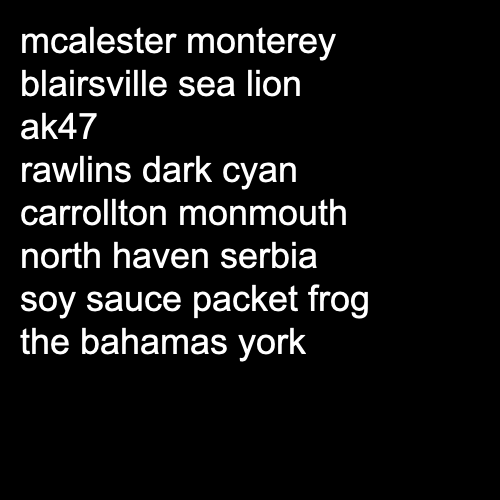 mcalester monterey
blairsville sea lion
ak47
rawlins dark cyan
carrollton monmouth
north haven serbia
soy sauce packet frog
the bahamas york